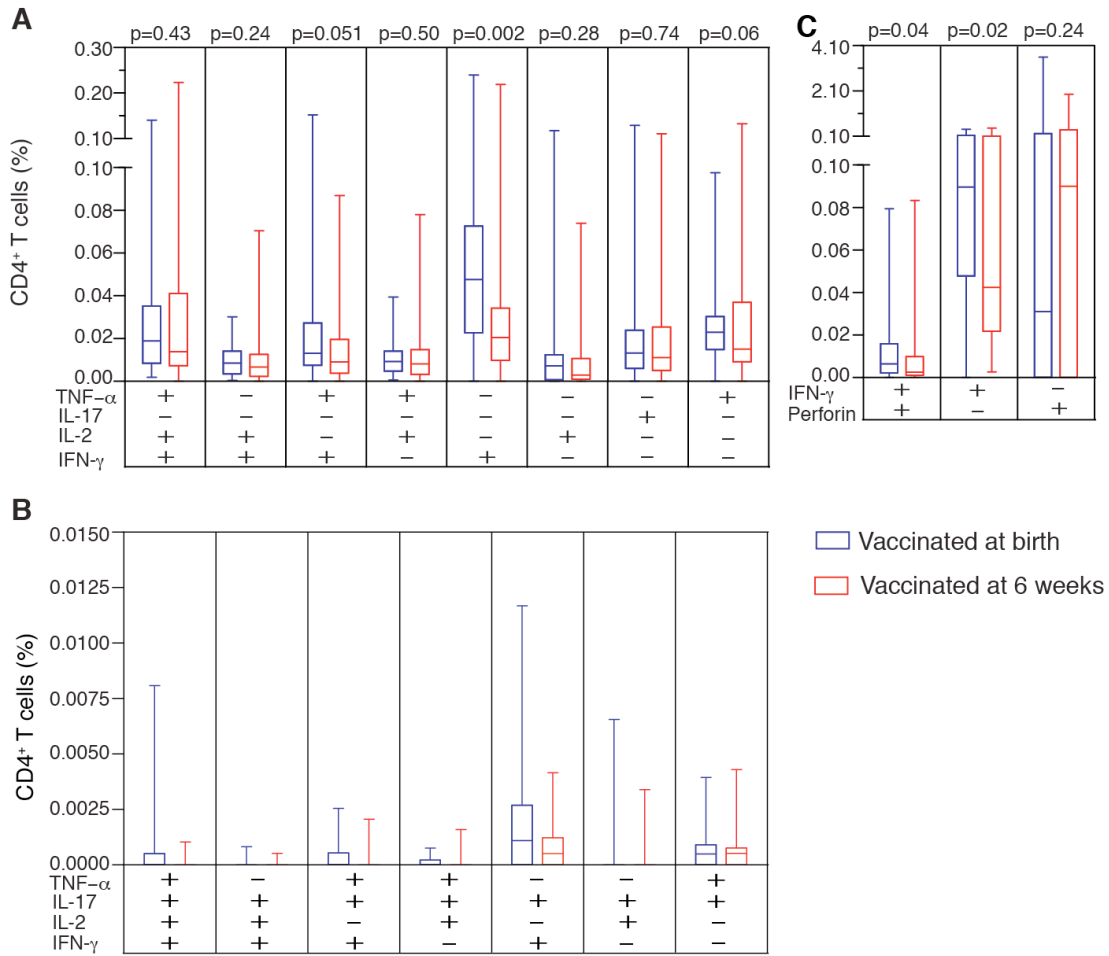 A
p=0.43 p=0.24 p=0.051 p=0.50 p=0.002 p=0.28 p=0.74 p=0.06
0.30
0.20
0.10
0.10
0.08
0.06
0.04
0.02
0.00
CD4+ T cells (%)
TNF–α + − + + − − − +
IL-17 − − − − − − + −
IL-2 + + − + − + − −
IFN-γ + + + − + − − −
C
p=0.04 p=0.02 p=0.24
4.10
2.10
0.10
0.10
0.08
0.06
0.04
0.02
0.00
IFN-γ + + −
Perforin + − +
B
0.0150
0.0125
0.0100
0.0075
0.0050
0.0025
0.0000
CD4+ T cells (%)
TNF–α + − + + − − +
IL-17 + + + + + + +
IL-2 + + − + − + −
IFN-γ + + + − + − −
Vaccinated at birth
Vaccinated at 6 weeks